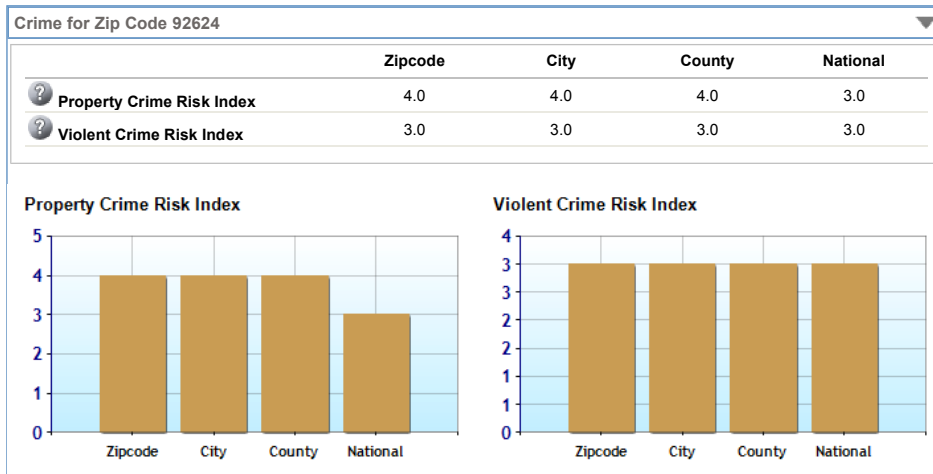 Crime for Zip Code 92624
Zipcode City County National
? Property Crime Risk Index 4.0 4.0 4.0 3.0
? Violent Crime Risk Index 3.0 3.0 3.0 3.0
Property Crime Risk Index
5
4
3
2
1
0
Zipcode City County National
Violent Crime Risk Index
4
3
3
2
2
1
1
0
Zipcode City County National